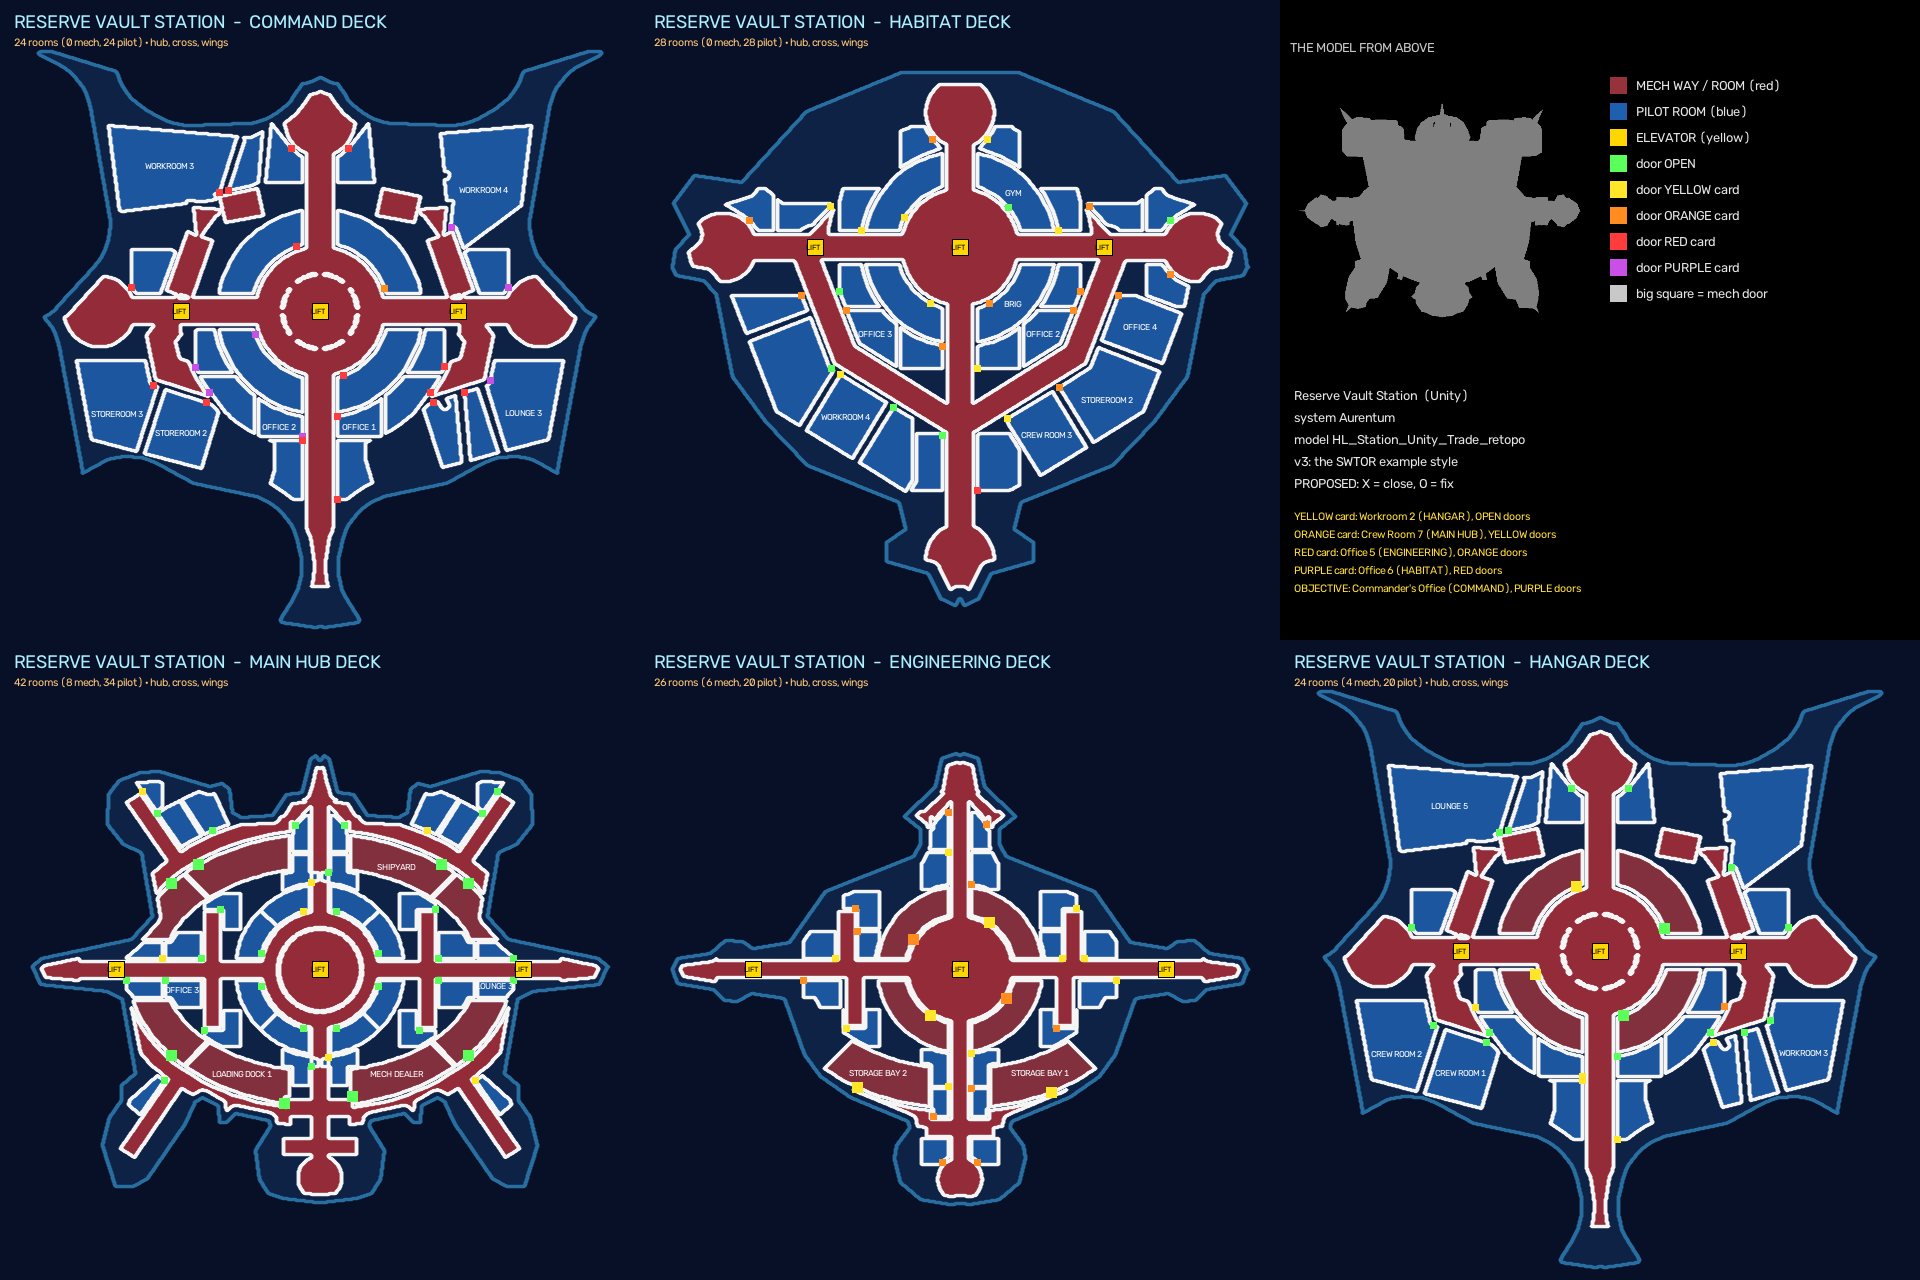 RESERVE VAULT STATION - COMMAND DECK
24 rooms (0 mech, 24 pilot) • hub, cross, wings
WORKROOM 3
WORKROOM 4
LIFT
LIFT
LIFT
STOREROOM 3
STOREROOM 2
OFFICE 2
OFFICE 1
LOUNGE 3
RESERVE VAULT STATION - HABITAT DECK
28 rooms (0 mech, 28 pilot) • hub, cross, wings
GYM
LIFT
LIFT
LIFT
BRIG
OFFICE 3
OFFICE 2
OFFICE 4
STOREROOM 2
WORKROOM 4
CREW ROOM 3
THE MODEL FROM ABOVE
MECH WAY / ROOM (red)
PILOT ROOM (blue)
ELEVATOR (yellow)
door OPEN
door YELLOW card
door ORANGE card
door RED card
door PURPLE card
big square = mech door
Reserve Vault Station (Unity)
system Aurentum
model HL_Station_Unity_Trade_retopo
v3: the SWTOR example style
PROPOSED: X = close, O = fix
YELLOW card: Workroom 2 (HANGAR), OPEN doors
ORANGE card: Crew Room 7 (MAIN HUB), YELLOW doors
RED card: Office 5 (ENGINEERING), ORANGE doors
PURPLE card: Office 6 (HABITAT), RED doors
OBJECTIVE: Commander's Office (COMMAND), PURPLE doors
RESERVE VAULT STATION - MAIN HUB DECK
42 rooms (8 mech, 34 pilot) • hub, cross, wings
SHIPYARD
LIFT
LIFT
LIFT
OFFICE 3
LOUNGE 3
LOADING DOCK 1
MECH DEALER
RESERVE VAULT STATION - ENGINEERING DECK
26 rooms (6 mech, 20 pilot) • hub, cross, wings
LIFT
LIFT
LIFT
STORAGE BAY 2
STORAGE BAY 1
RESERVE VAULT STATION - HANGAR DECK
24 rooms (4 mech, 20 pilot) • hub, cross, wings
LOUNGE 5
LIFT
LIFT
LIFT
CREW ROOM 2
CREW ROOM 1
WORKROOM 3